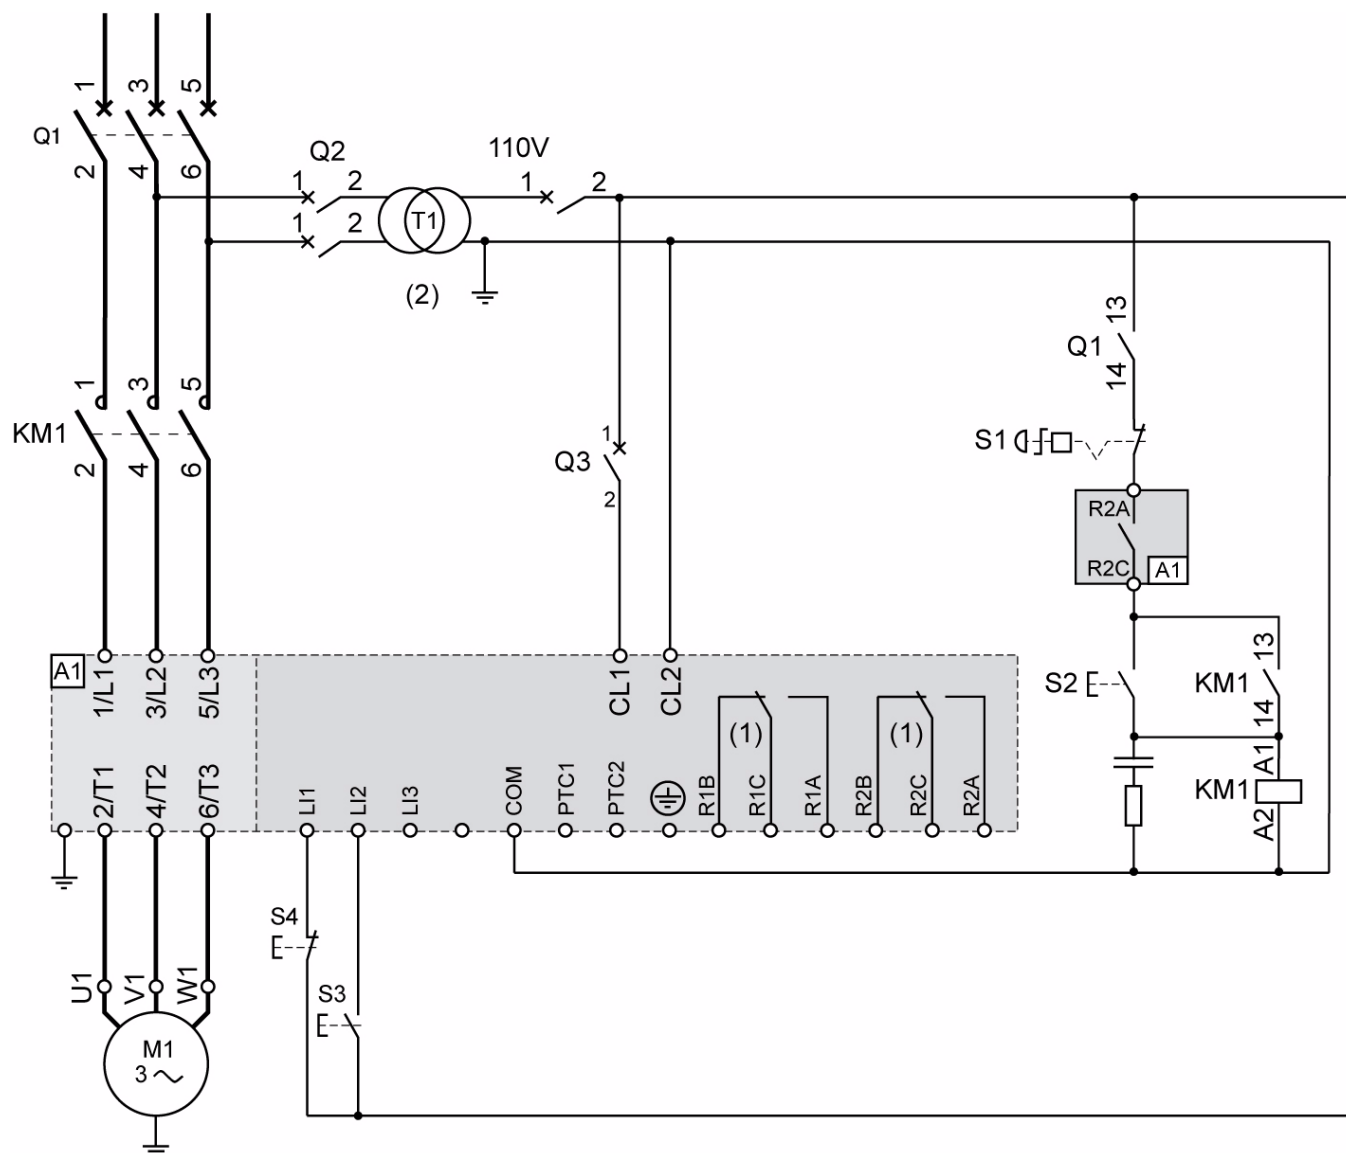 1
3
5
Q1
2
4
6
Q2
110V
1
2
1
2
1
2
T1
(2)
13
Q1
14
1
3
5
KM1
2
4
6
S1
1
Q3
2
R2A
R2C
A1
A1
1/L1
3/L2
5/L3
CL1
CL2
13
S2
KM1
14
(1)
(1)
2/T1
4/T2
6/T3
LI1
LI2
LI3
COM
PTC1
PTC2
R1B
R1C
R1A
R2B
R2C
R2A
A1
KM1
A2
S4
U1
V1
W1
S3
M1
3